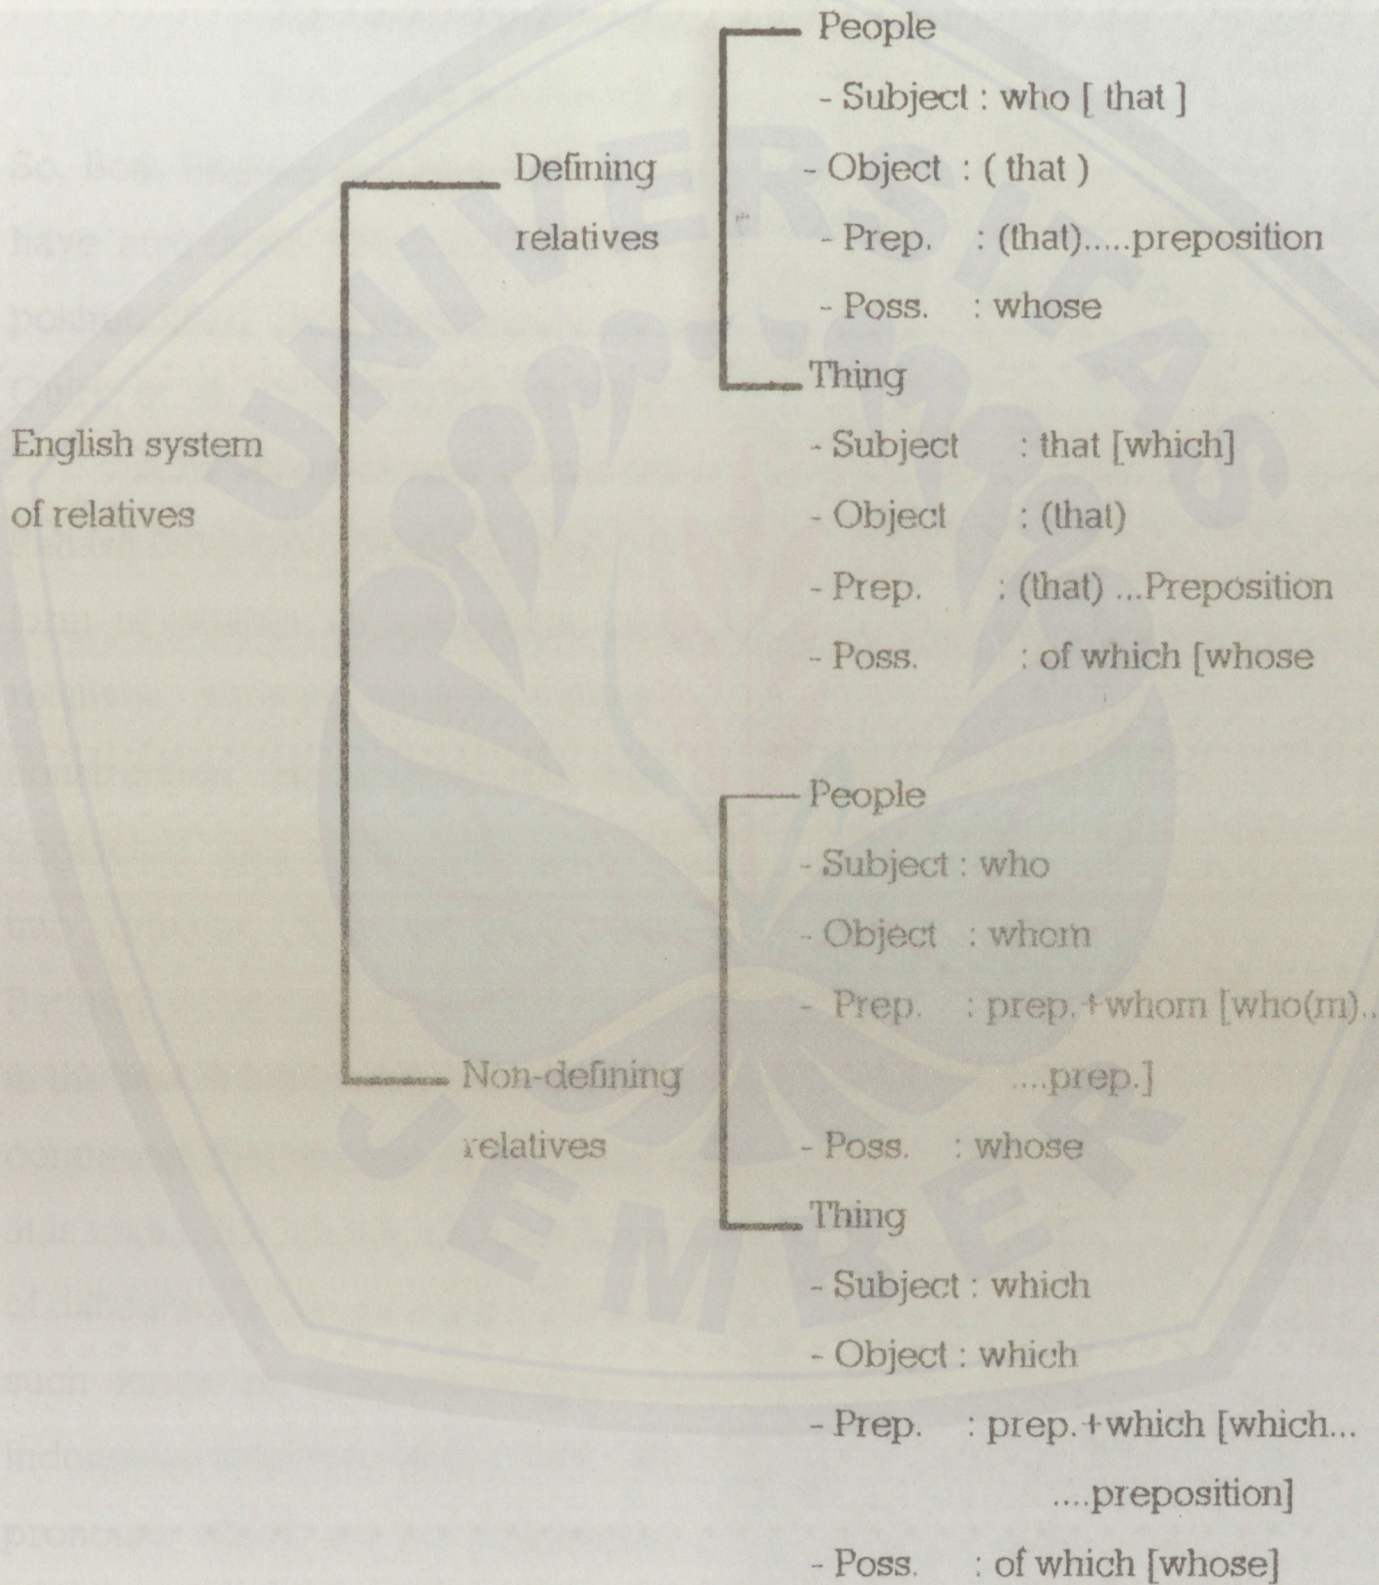 English system
of relatives
Defining
relatives
People
- Subject : who [ that ]
- Object : ( that )
- Prep. : (that).....preposition
- Poss. : whose
Thing
- Subject : that [which]
- Object : (that)
- Prep. : (that) ...Preposition
- Poss. : of which [whose
Non-defining
relatives
People
- Subject : who
- Object : whom
- Prep. : prep.+whom [who(m)..
....prep.]
- Poss. : whose
Thing
- Subject : which
- Object : which
- Prep. : prep.+which [which...
....preposition]
- Poss. : of which [whose]
UNIVERSITAS
JEMBER